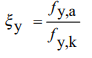 ξy = fy,a / fy,k